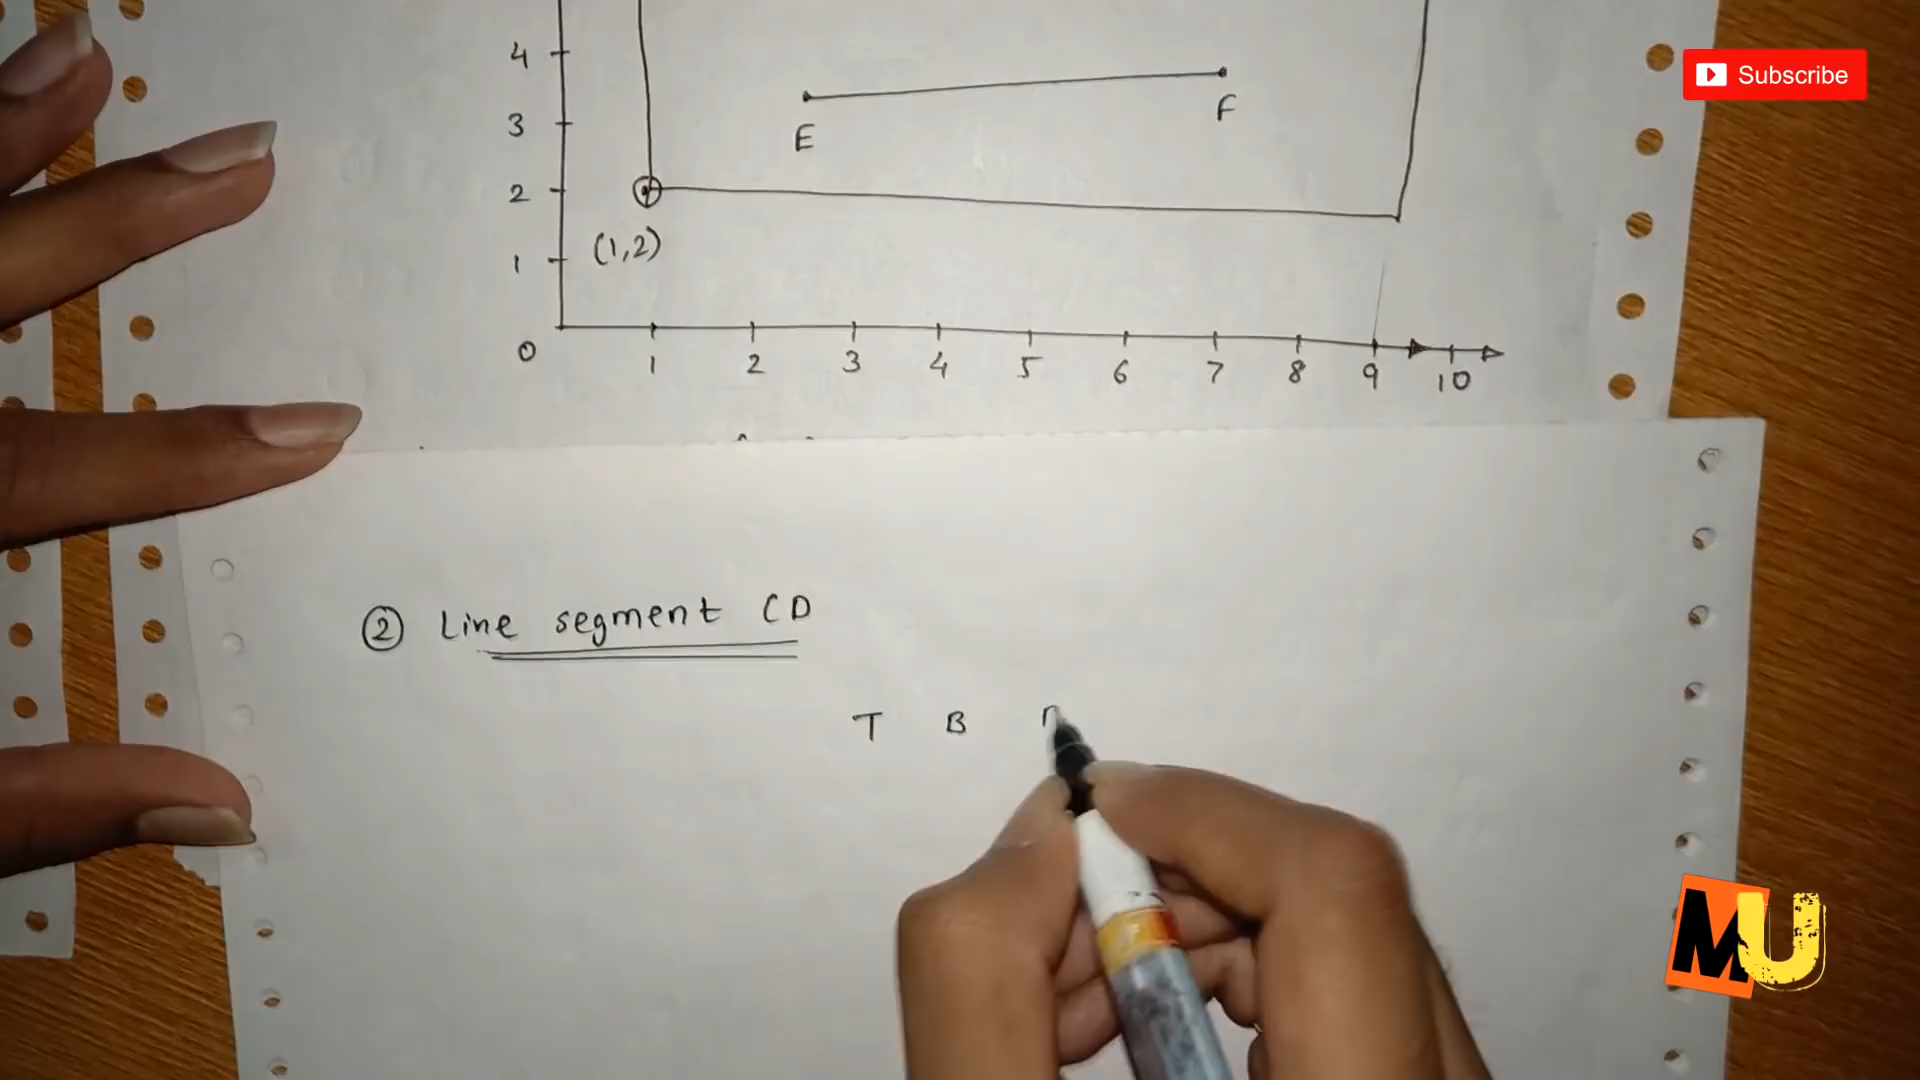 Subscribe
4
3
E
F
2
(1,2)
1
0
1 2 3 4 5 6 7 8 9 10
② Line segment CD
T B
MU